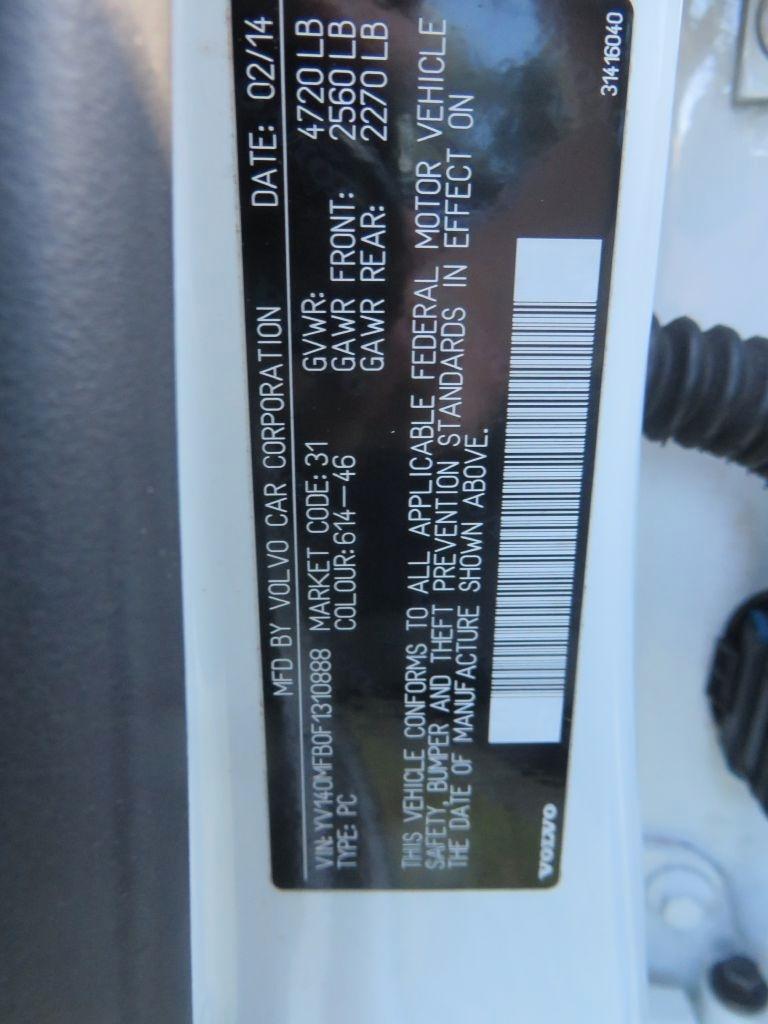 MFD BY VOLVO CAR CORPORATION DATE: 02/14
VIN: YV140MFB0F1310888 MARKET CODE: 31 GVWR: 4720 LB
TYPE: PC COLOUR: 614-46 GAWR FRONT: 2560 LB
GAWR REAR: 2270 LB
THIS VEHICLE CONFORMS TO ALL APPLICABLE FEDERAL MOTOR VEHICLE
SAFETY, BUMPER AND THEFT PREVENTION STANDARDS IN EFFECT ON
THE DATE OF MANUFACTURE SHOWN ABOVE.
VOLVO
31416040